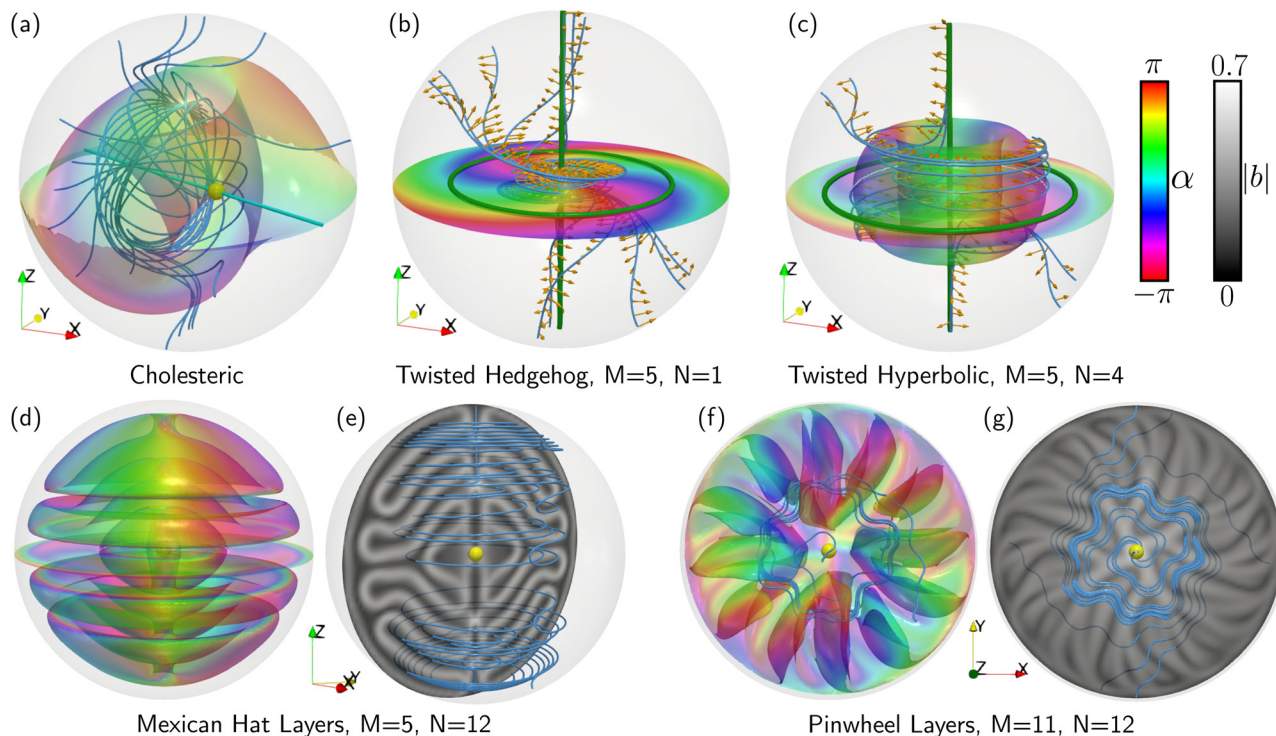 (a)
(b)
(c)
π
0.7
α
|b|
−π
0
Z
Y
X
Z
Y
X
Z
Y
X
Cholesteric
Twisted Hedgehog, M=5, N=1
Twisted Hyperbolic, M=5, N=4
(d)
(e)
(f)
(g)
Z
Y
X
Y
Z
X
Mexican Hat Layers, M=5, N=12
Pinwheel Layers, M=11, N=12